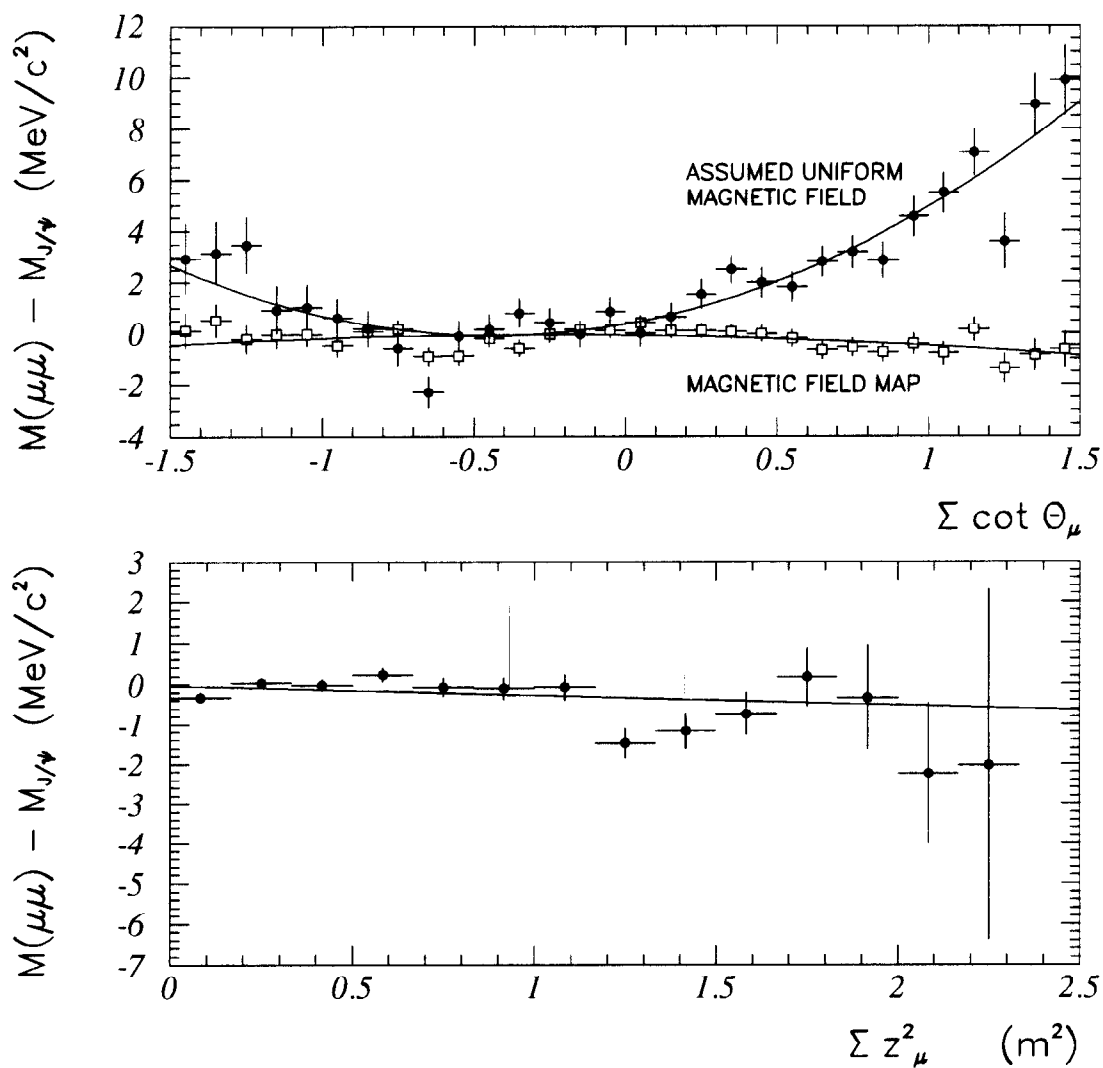 M(μμ) − M_J/ψ (MeV/c²)
12
10
8
6
4
2
0
-2
-4
ASSUMED UNIFORM
MAGNETIC FIELD
MAGNETIC FIELD MAP
-1.5 -1 -0.5 0 0.5 1 1.5
Σ cot Θ_μ
M(μμ) − M_J/ψ (MeV/c²)
3
2
1
0
-1
-2
-3
-4
-5
-6
-7
0 0.5 1 1.5 2 2.5
Σ z²_μ (m²)